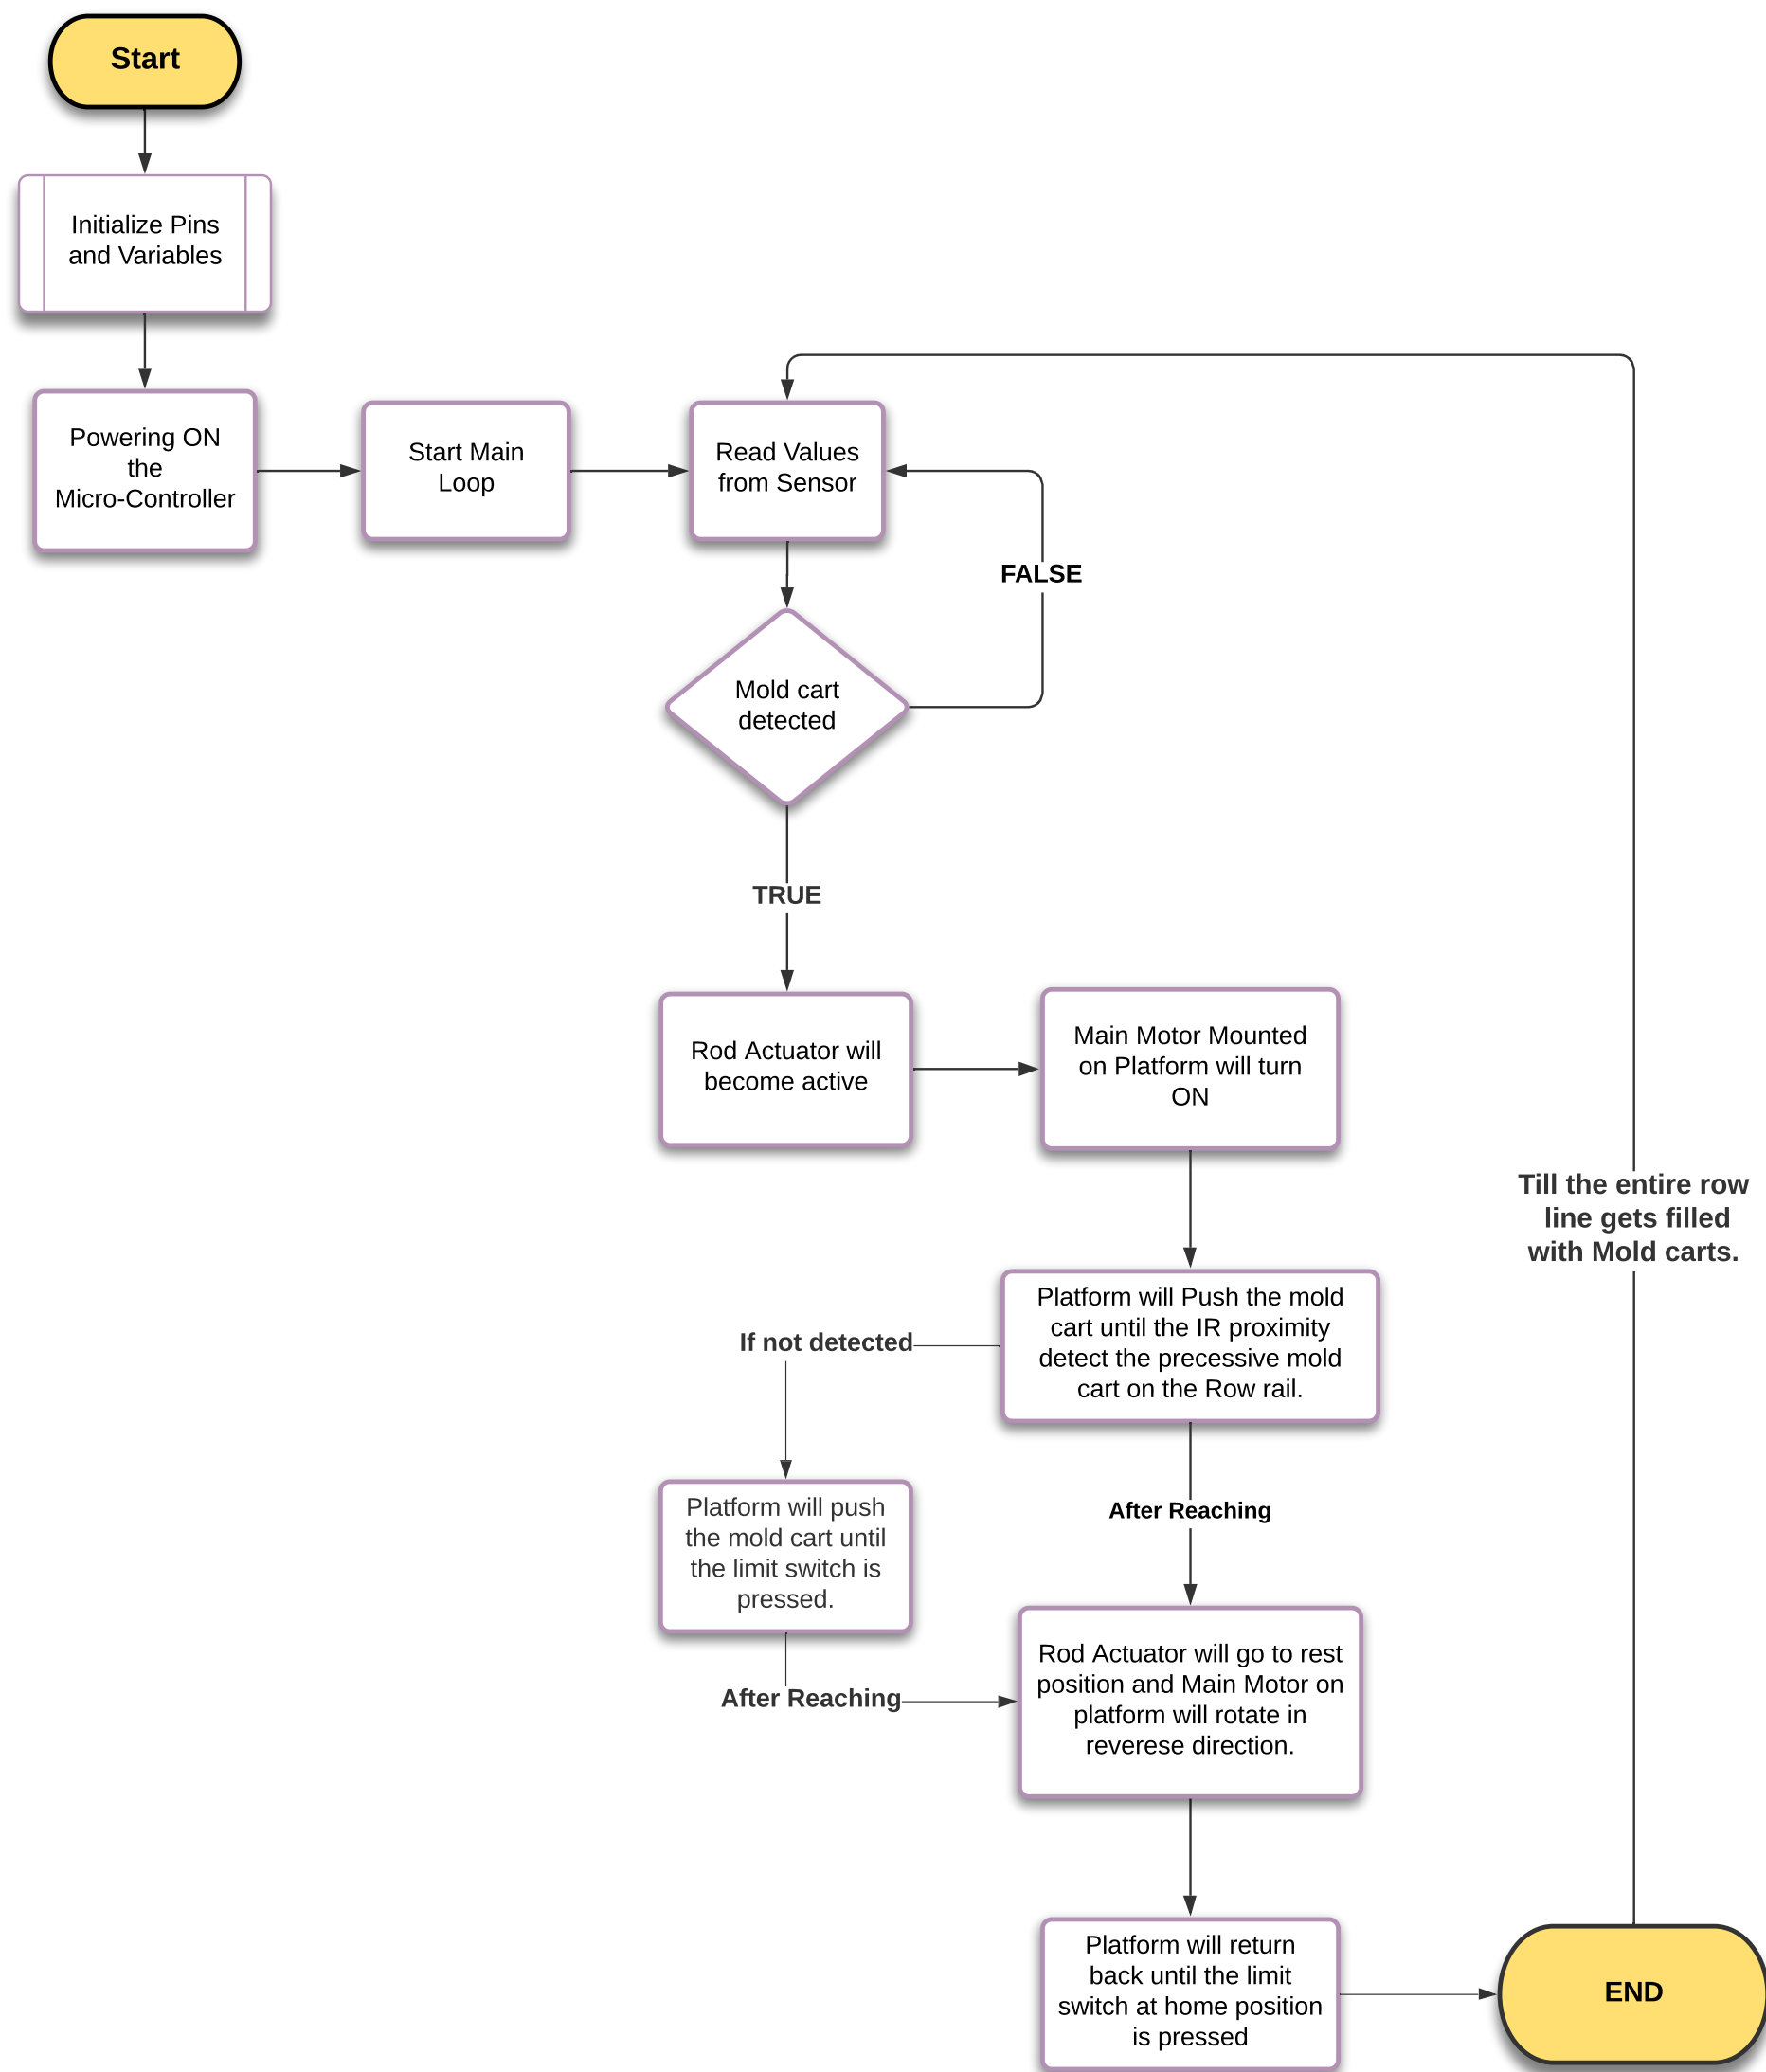 Start
Initialize Pins
and Variables
Powering ON
the
Micro-Controller
Start Main
Loop
Read Values
from Sensor
FALSE
Mold cart
detected
TRUE
Rod Actuator will
become active
Main Motor Mounted
on Platform will turn
ON
Till the entire row
line gets filled
with Mold carts.
Platform will Push the mold
cart until the IR proximity
detect the precessive mold
cart on the Row rail.
If not detected
Platform will push
the mold cart until
the limit switch is
pressed.
After Reaching
After Reaching
Rod Actuator will go to rest
position and Main Motor on
platform will rotate in
reverese direction.
Platform will return
back until the limit
switch at home position
is pressed
END